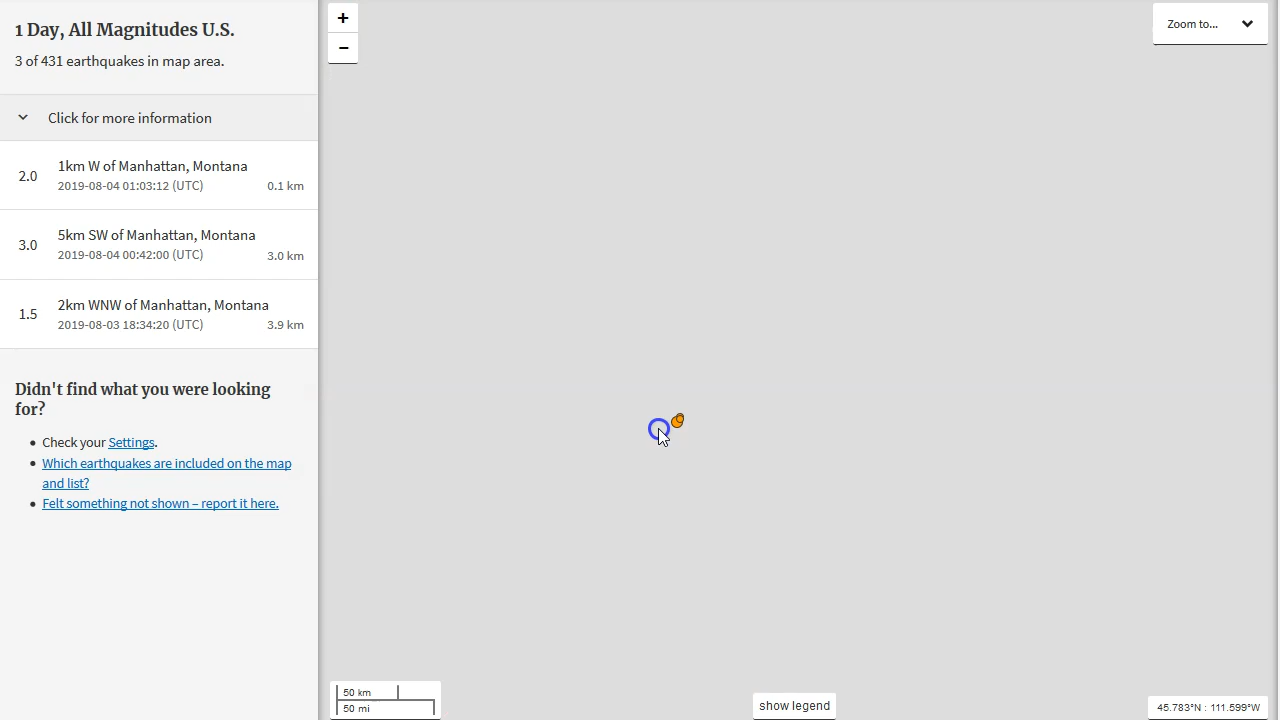 1 Day, All Magnitudes U.S.
3 of 431 earthquakes in map area.
Click for more information
2.0
1km W of Manhattan, Montana
2019-08-04 01:03:12 (UTC)
0.1 km
3.0
5km SW of Manhattan, Montana
2019-08-04 00:42:00 (UTC)
3.0 km
1.5
2km WNW of Manhattan, Montana
2019-08-03 18:34:20 (UTC)
3.9 km
Didn't find what you were looking
for?
Check your Settings.
Which earthquakes are included on the map
and list?
Felt something not shown – report it here.
+
−
Zoom to...
50 km
50 mi
show legend
45.783°N : 111.599°W